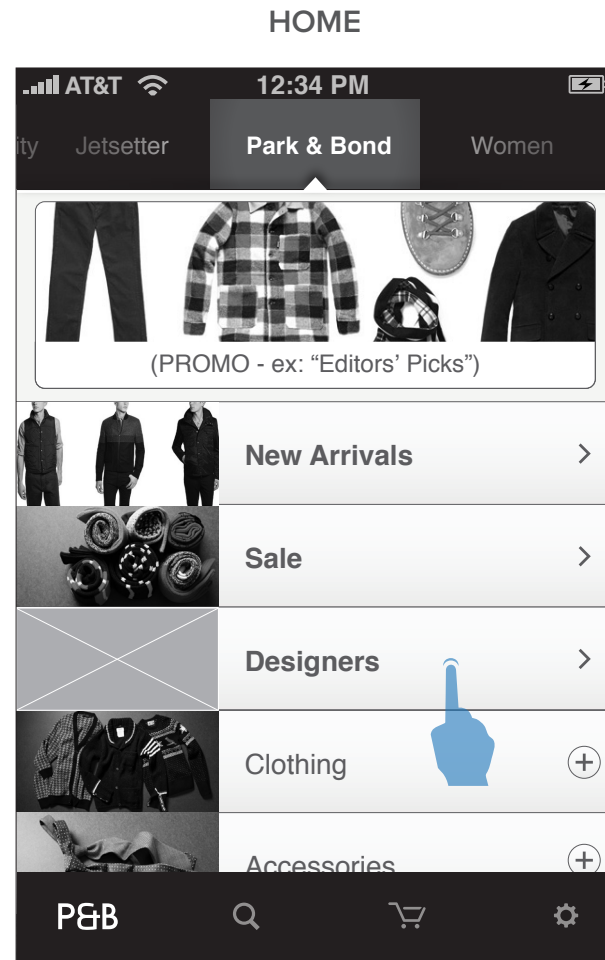 HOME
AT&T 12:34 PM
ity Jetsetter Park & Bond Women
(PROMO - ex: “Editors’ Picks”)
New Arrivals
Sale
Designers
Clothing
Accessories
P&B